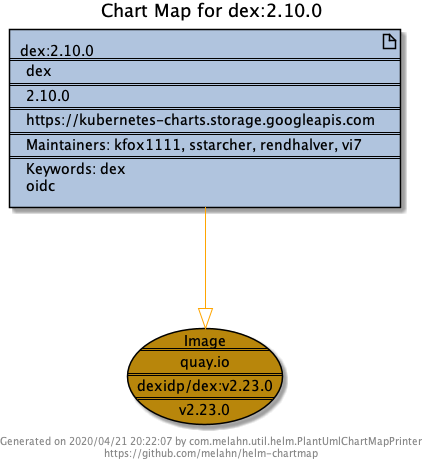 Chart Map for dex:2.10.0
dex:2.10.0
dex
2.10.0
https://kubernetes-charts.storage.googleapis.com
Maintainers: kfox1111, sstarcher, rendhalver, vi7
Keywords: dex
oidc
Image
quay.io
dexidp/dex:v2.23.0
v2.23.0
Generated on 2020/04/21 20:22:07 by com.melahn.util.helm.PlantUmlChartMapPrinter
https://github.com/melahn/helm-chartmap